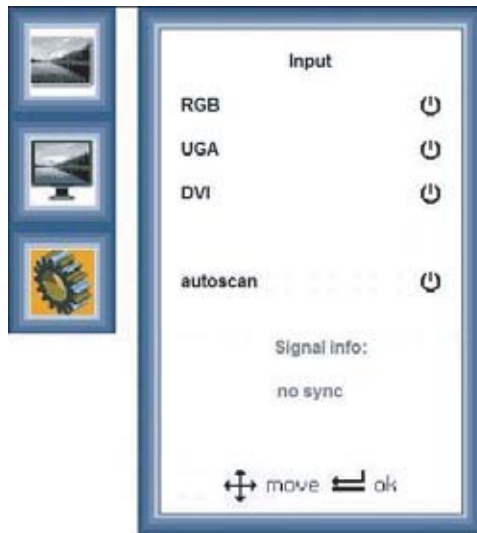 Input
RGB
UGA
DVI
autoscan
Signal info:
no sync
move ok